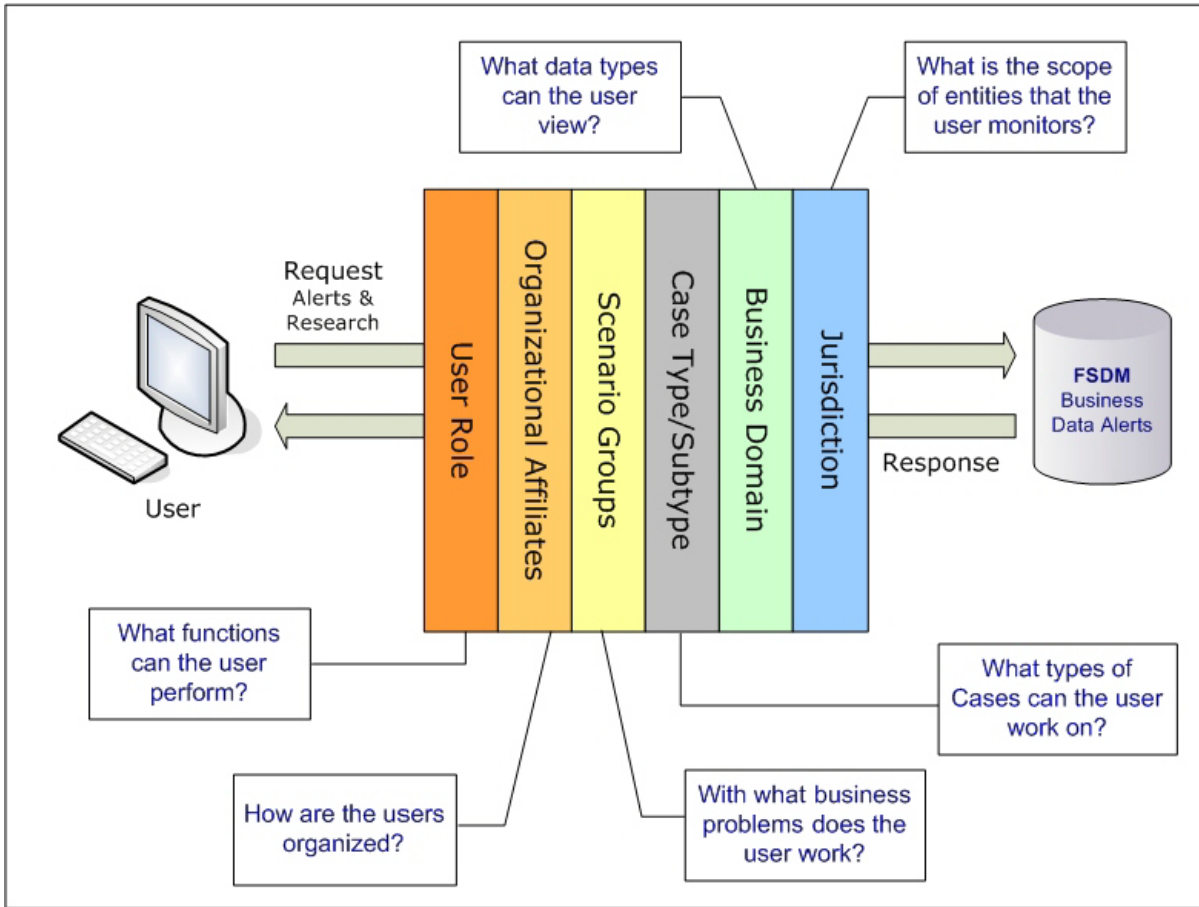 What data types
can the user
view?
What is the scope
of entities that the
user monitors?
Request
Alerts &
Research
User Role
Organizational Affiliates
Scenario Groups
Case Type/Subtype
Business Domain
Jurisdiction
FSDM
Business
Data Alerts
Response
User
What functions
can the user
perform?
What types of
Cases can the user
work on?
How are the users
organized?
With what business
problems does the
user work?